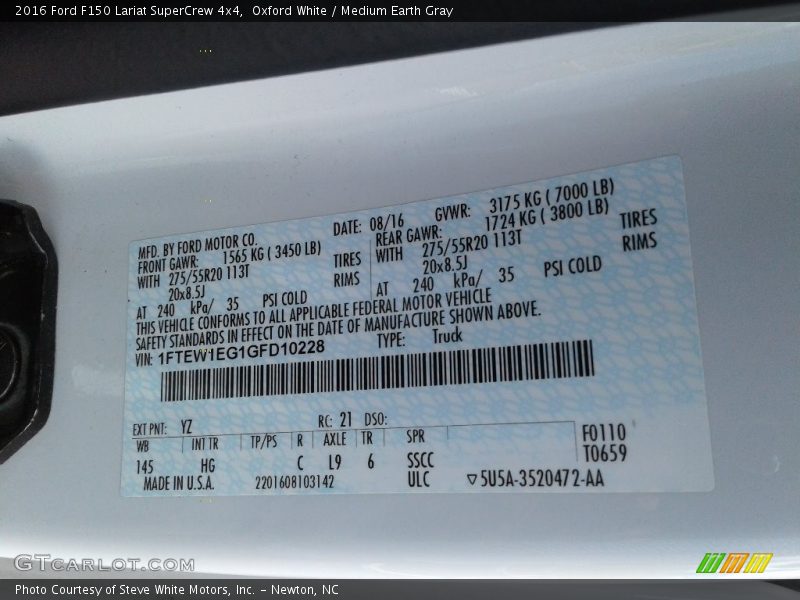 2016 Ford F150 Lariat SuperCrew 4x4, Oxford White / Medium Earth Gray
MFD. BY FORD MOTOR CO. DATE: 08/16 GVWR: 3175 KG ( 7000 LB)
FRONT GAWR: 1565 KG ( 3450 LB) REAR GAWR: 1724 KG ( 3800 LB)
WITH 275/55R20 113T TIRES WITH 275/55R20 113T TIRES
20x8.5J RIMS 20x8.5J RIMS
AT 240 kPa/ 35 PSI COLD AT 240 kPa/ 35 PSI COLD
THIS VEHICLE CONFORMS TO ALL APPLICABLE FEDERAL MOTOR VEHICLE
SAFETY STANDARDS IN EFFECT ON THE DATE OF MANUFACTURE SHOWN ABOVE.
VIN: 1FTEW1EG1GFD10228 TYPE: Truck
EXT PNT: YZ RC: 21 DSO:
WB INT TR TP/PS R AXLE TR SPR F0110
145 HG C L9 6 SSCC T0659
MADE IN U.S.A. 2201608103142 ULC ▽5U5A-3520472-AA
GTCARLOT.COM
Photo Courtesy of Steve White Motors, Inc. - Newton, NC